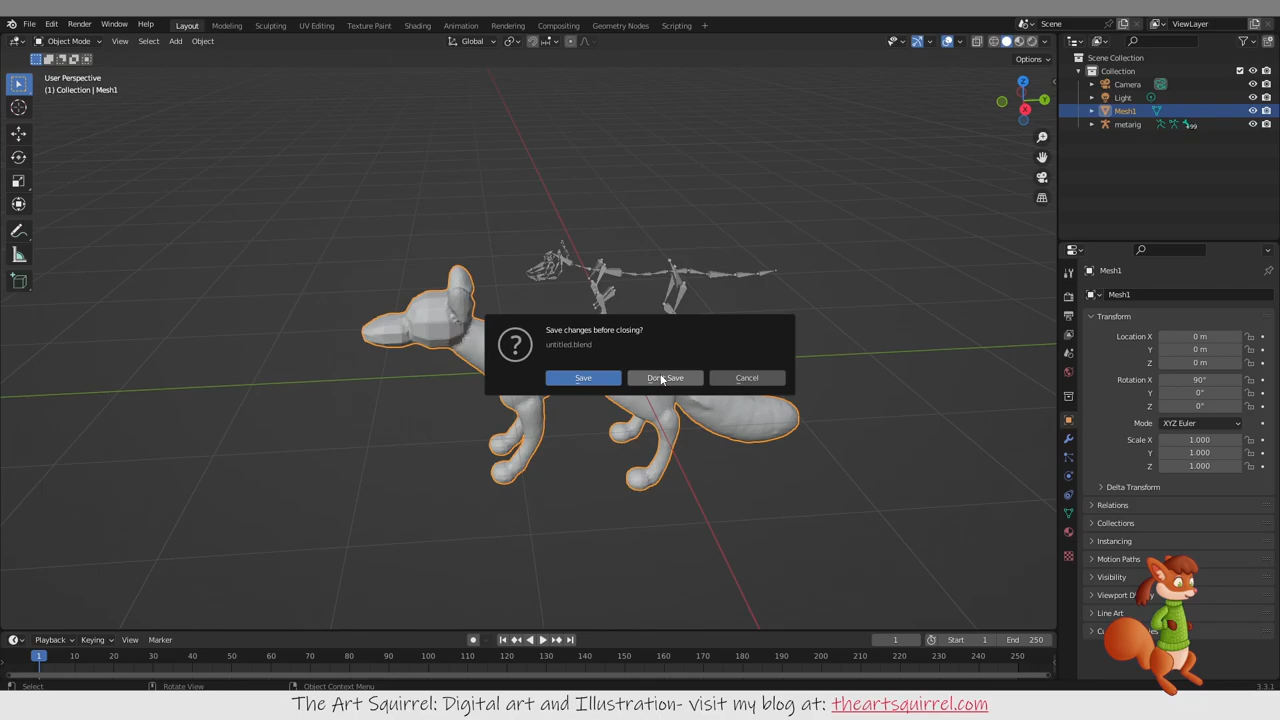 File Edit Render Window Help Layout Modeling Sculpting UV Editing Texture Paint Shading Animation Rendering Compositing Geometry Nodes Scripting + Scene ViewLayer
Object Mode View Select Add Object Global
Options
User Perspective
(1) Collection | Mesh1
X
Y
Z
Scene Collection
Collection
Camera
Light
Mesh1
metarig 99
Save changes before closing?
untitled.blend
Save Don't Save Cancel
Mesh1
Mesh1
Transform
Location X 0 m
Y 0 m
Z 0 m
Rotation X 90°
Y 0°
Z 0°
Mode XYZ Euler
Scale X 1.000
Y 1.000
Z 1.000
Delta Transform
Relations
Collections
Instancing
Motion Paths
Visibility
Viewport D
Line Art
Playback Keying View Marker 1 Start 1 End 250
1 10 20 30 40 50 60 70 80 90 100 110 120 130 140 150 160 170 180 190 200 210 220 230 240 250
Select Rotate View Object Context Menu 3.3.1
The Art Squirrel: Digital art and Illustration- visit my blog at: theartsquirrel.com